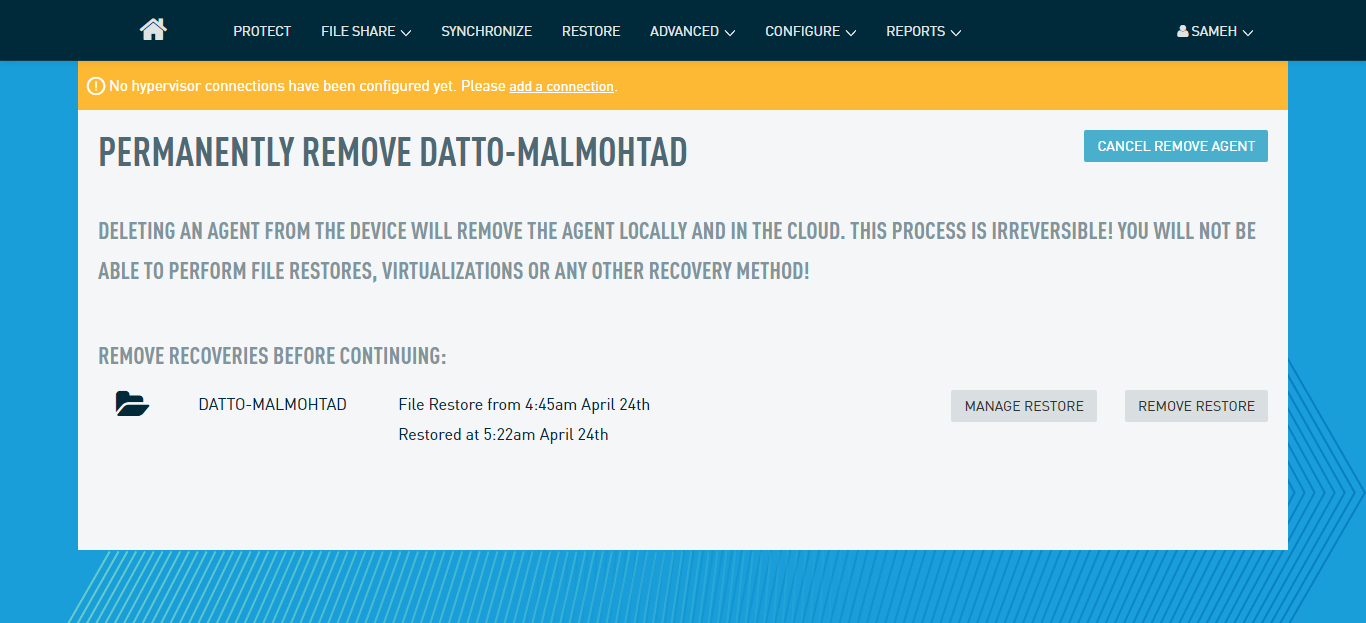 PROTECT FILE SHARE SYNCHRONIZE RESTORE ADVANCED CONFIGURE REPORTS SAMEH
No hypervisor connections have been configured yet. Please add a connection.
PERMANENTLY REMOVE DATTO-MALMOHTAD
CANCEL REMOVE AGENT
DELETING AN AGENT FROM THE DEVICE WILL REMOVE THE AGENT LOCALLY AND IN THE CLOUD. THIS PROCESS IS IRREVERSIBLE! YOU WILL NOT BE
ABLE TO PERFORM FILE RESTORES, VIRTUALIZATIONS OR ANY OTHER RECOVERY METHOD!
REMOVE RECOVERIES BEFORE CONTINUING:
DATTO-MALMOHTAD File Restore from 4:45am April 24th MANAGE RESTORE REMOVE RESTORE
Restored at 5:22am April 24th